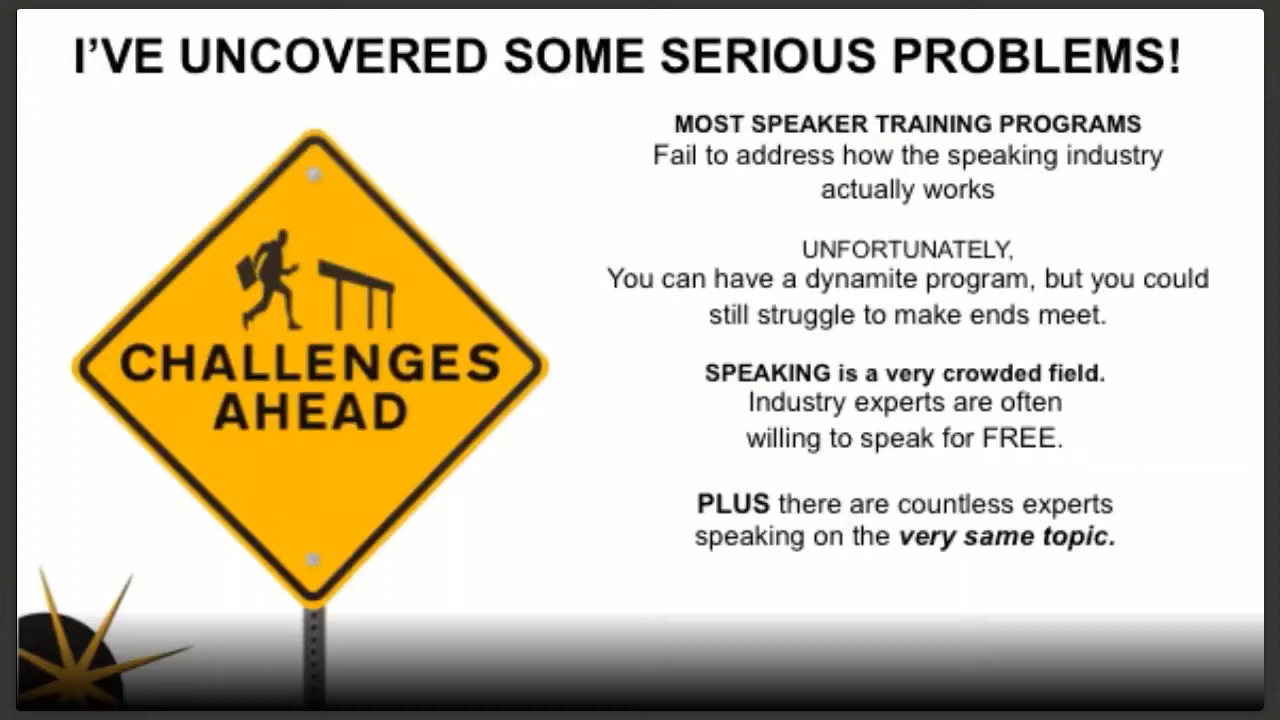 I’VE UNCOVERED SOME SERIOUS PROBLEMS!
MOST SPEAKER TRAINING PROGRAMS
Fail to address how the speaking industry
actually works
UNFORTUNATELY,
You can have a dynamite program, but you could
still struggle to make ends meet.
SPEAKING is a very crowded field.
Industry experts are often
willing to speak for FREE.
PLUS there are countless experts
speaking on the very same topic.
CHALLENGES
AHEAD